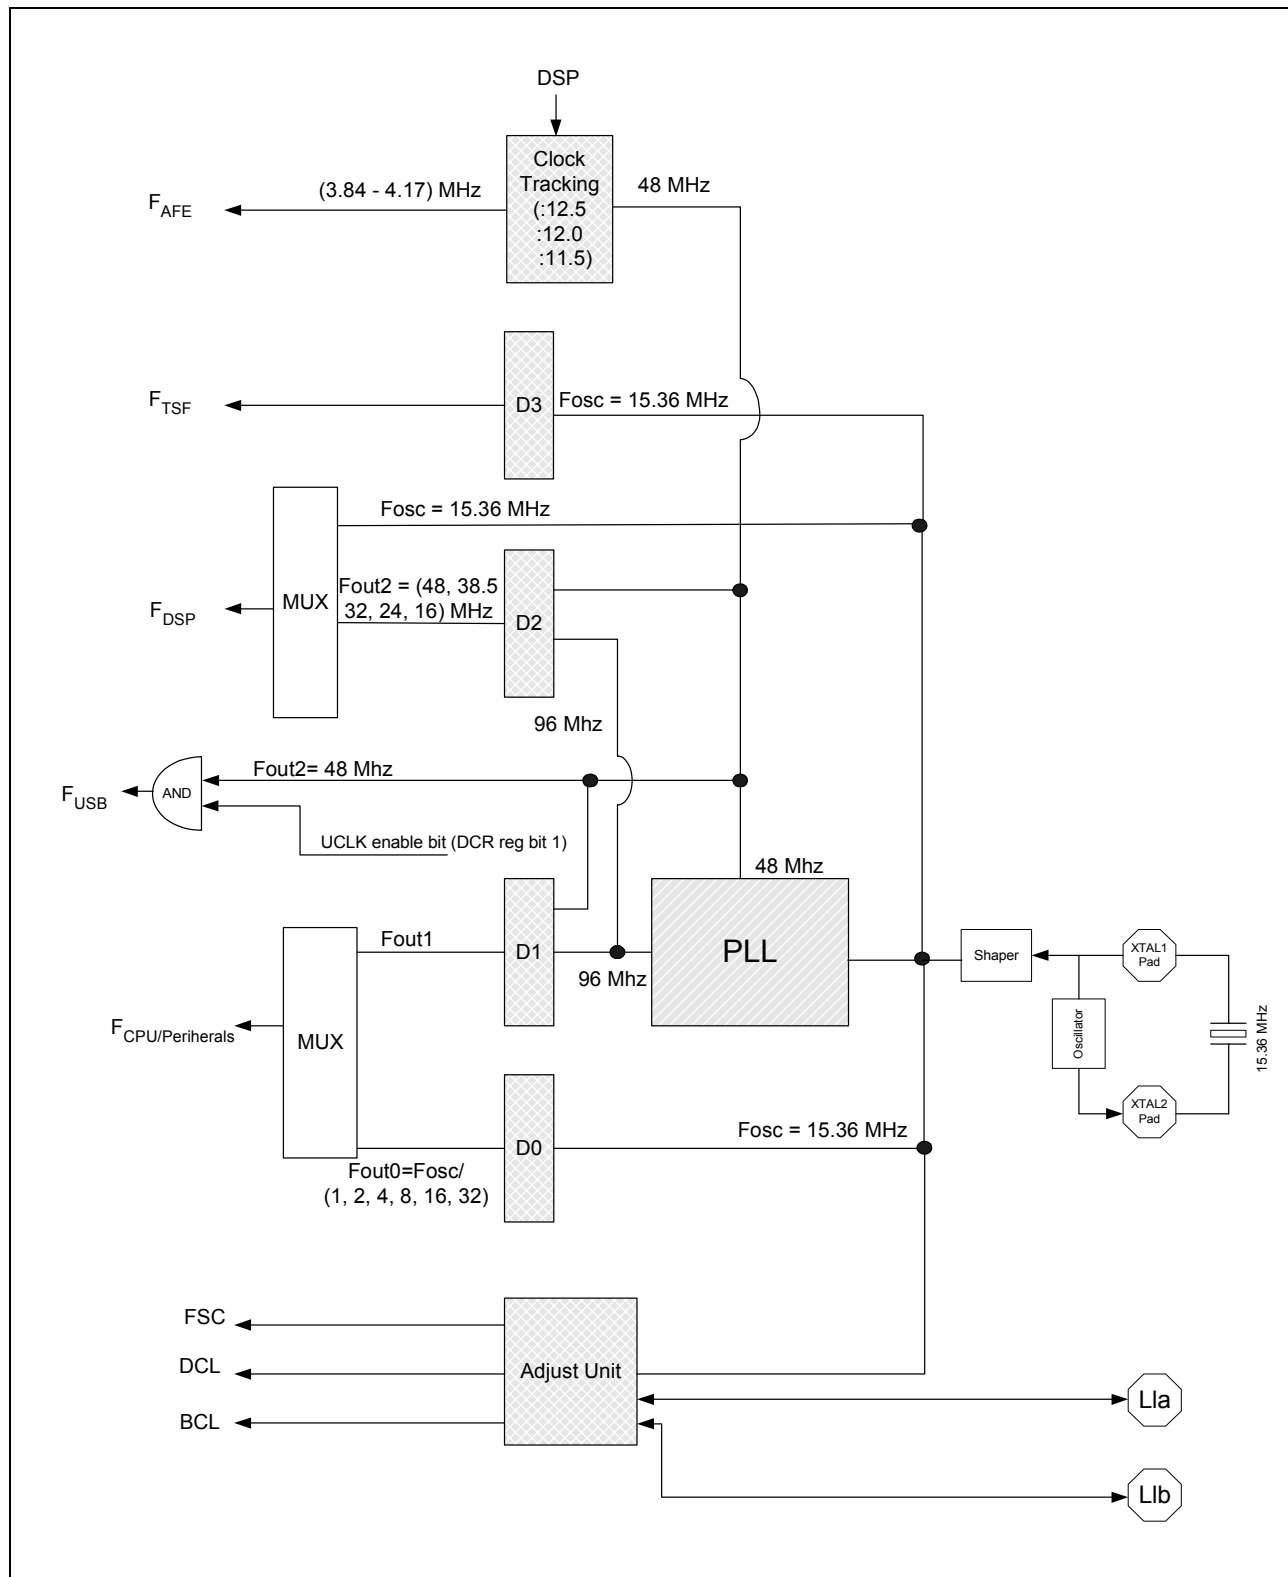 DSP
Clock
Tracking
(:12.5
:12.0
:11.5)
(3.84 - 4.17) MHz
48 MHz
FAFE
D3
Fosc = 15.36 MHz
FTSF
Fosc = 15.36 MHz
MUX
Fout2 = (48, 38.5
32, 24, 16) MHz
D2
FDSP
96 Mhz
Fout2= 48 Mhz
AND
FUSB
UCLK enable bit (DCR reg bit 1)
48 Mhz
Fout1
D1
96 Mhz
PLL
Shaper
XTAL1
Pad
Oscillator
15.36 MHz
XTAL2
Pad
FCPU/Periherals
MUX
D0
Fosc = 15.36 MHz
Fout0=Fosc/
(1, 2, 4, 8, 16, 32)
FSC
DCL
BCL
Adjust Unit
LIa
LIb